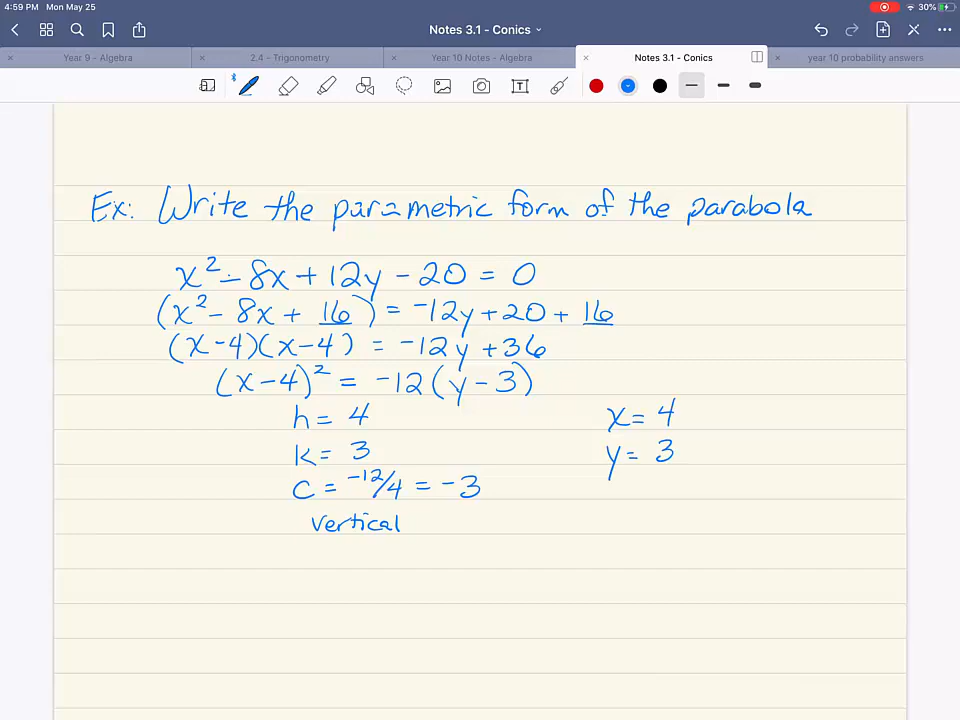 4:59 PM Mon May 25
30%
Notes 3.1 - Conics
Year 9 - Algebra
2.4 - Trigonometry
Year 10 Notes - Algebra
Notes 3.1 - Conics
year 10 probability answers
Ex: Write the parametric form of the parabola
x² - 8x + 12y - 20 = 0
(x² - 8x + 16) = -12y + 20 + 16
(x-4)(x-4) = -12y + 36
(x-4)² = -12(y-3)
h = 4
x = 4
k = 3
y = 3
c = -12/4 = -3
vertical